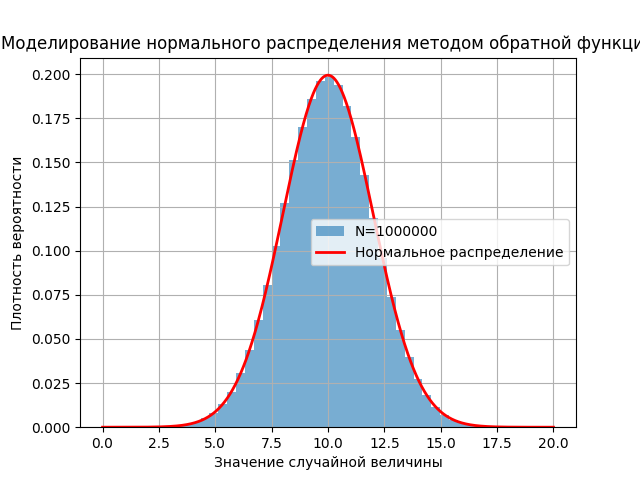 Моделирование нормального распределения методом обратной функци
0.200
0.175
0.150
0.125
0.100
0.075
0.050
0.025
0.000
Плотность вероятности
N=1000000
Нормальное распределение
0.0 2.5 5.0 7.5 10.0 12.5 15.0 17.5 20.0
Значение случайной величины